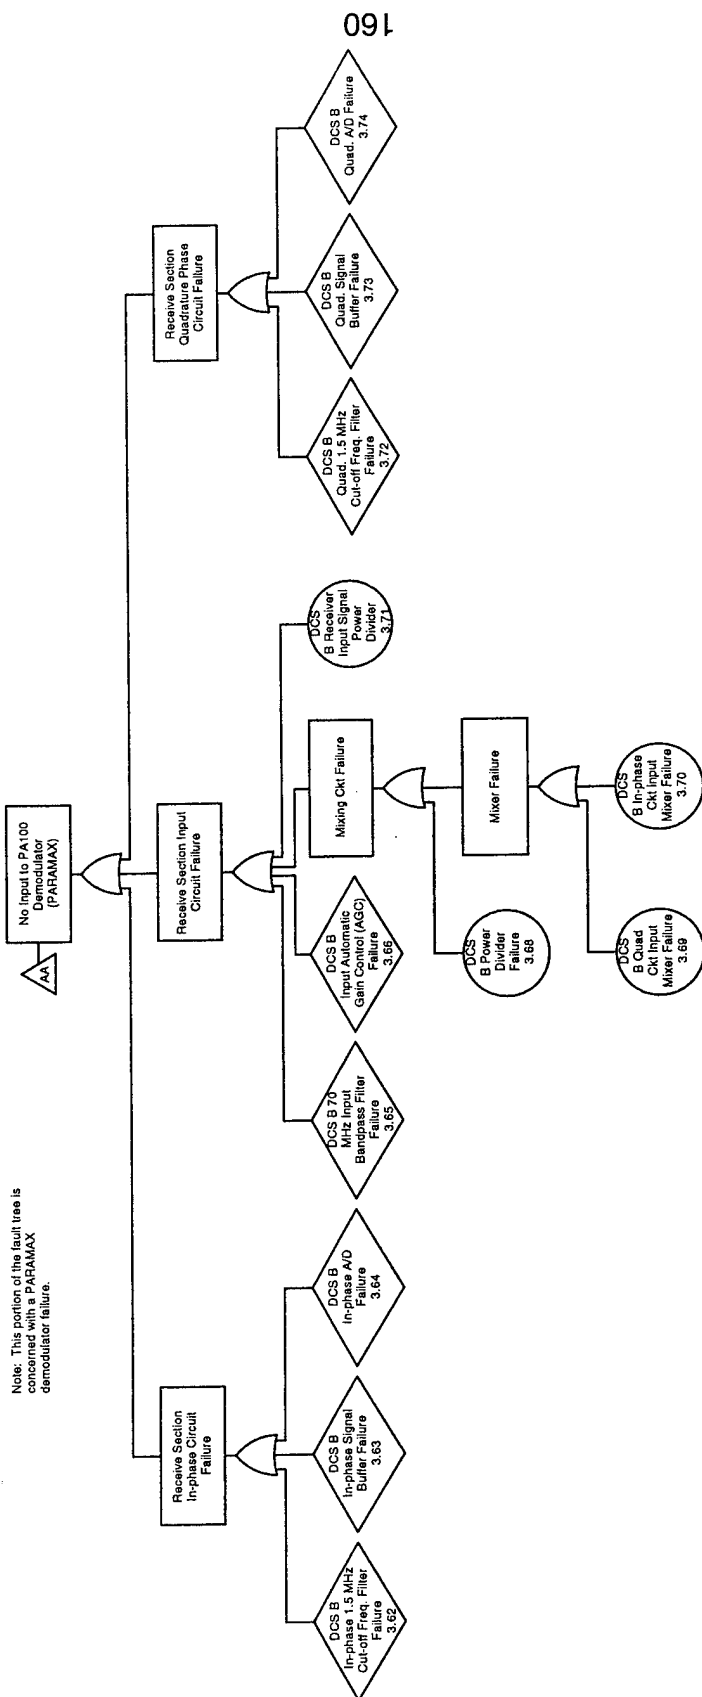 160
Note: This portion of the fault tree is
concerned with a PARAMAX
demodulator failure.
AA
No Input to PA100
Demodulator
(PARAMAX)
Receive Section
In-phase Circuit
Failure
Receive Section Input
Circuit Failure
Receive Section
Quadrature Phase
Circuit Failure
DCS B
In-phase 1.5 MHz
Cut-off Freq. Filter
Failure
3.62
DCS B
In-phase Signal
Buffer Failure
3.63
DCS B
In-phase A/D
Failure
3.64
DCS B 70
MHz Input
Bandpass Filter
Failure
3.65
DCS B
Input Automatic
Gain Control (AGC)
Failure
3.66
Mixing Ckt Failure
DCS
B Receiver
Input Signal
Power
Divider
3.71
DCS B
Quad. 1.5 MHz
Cut-off Freq. Filter
Failure
3.72
DCS B
Quad. Signal
Buffer Failure
3.73
DCS B
Quad. A/D Failure
3.74
DCS
B Power
Divider
Failure
3.68
Mixer Failure
DCS
B Quad
Ckt Input
Mixer Failure
3.69
DCS
B In-phase
Ckt Input
Mixer Failure
3.70